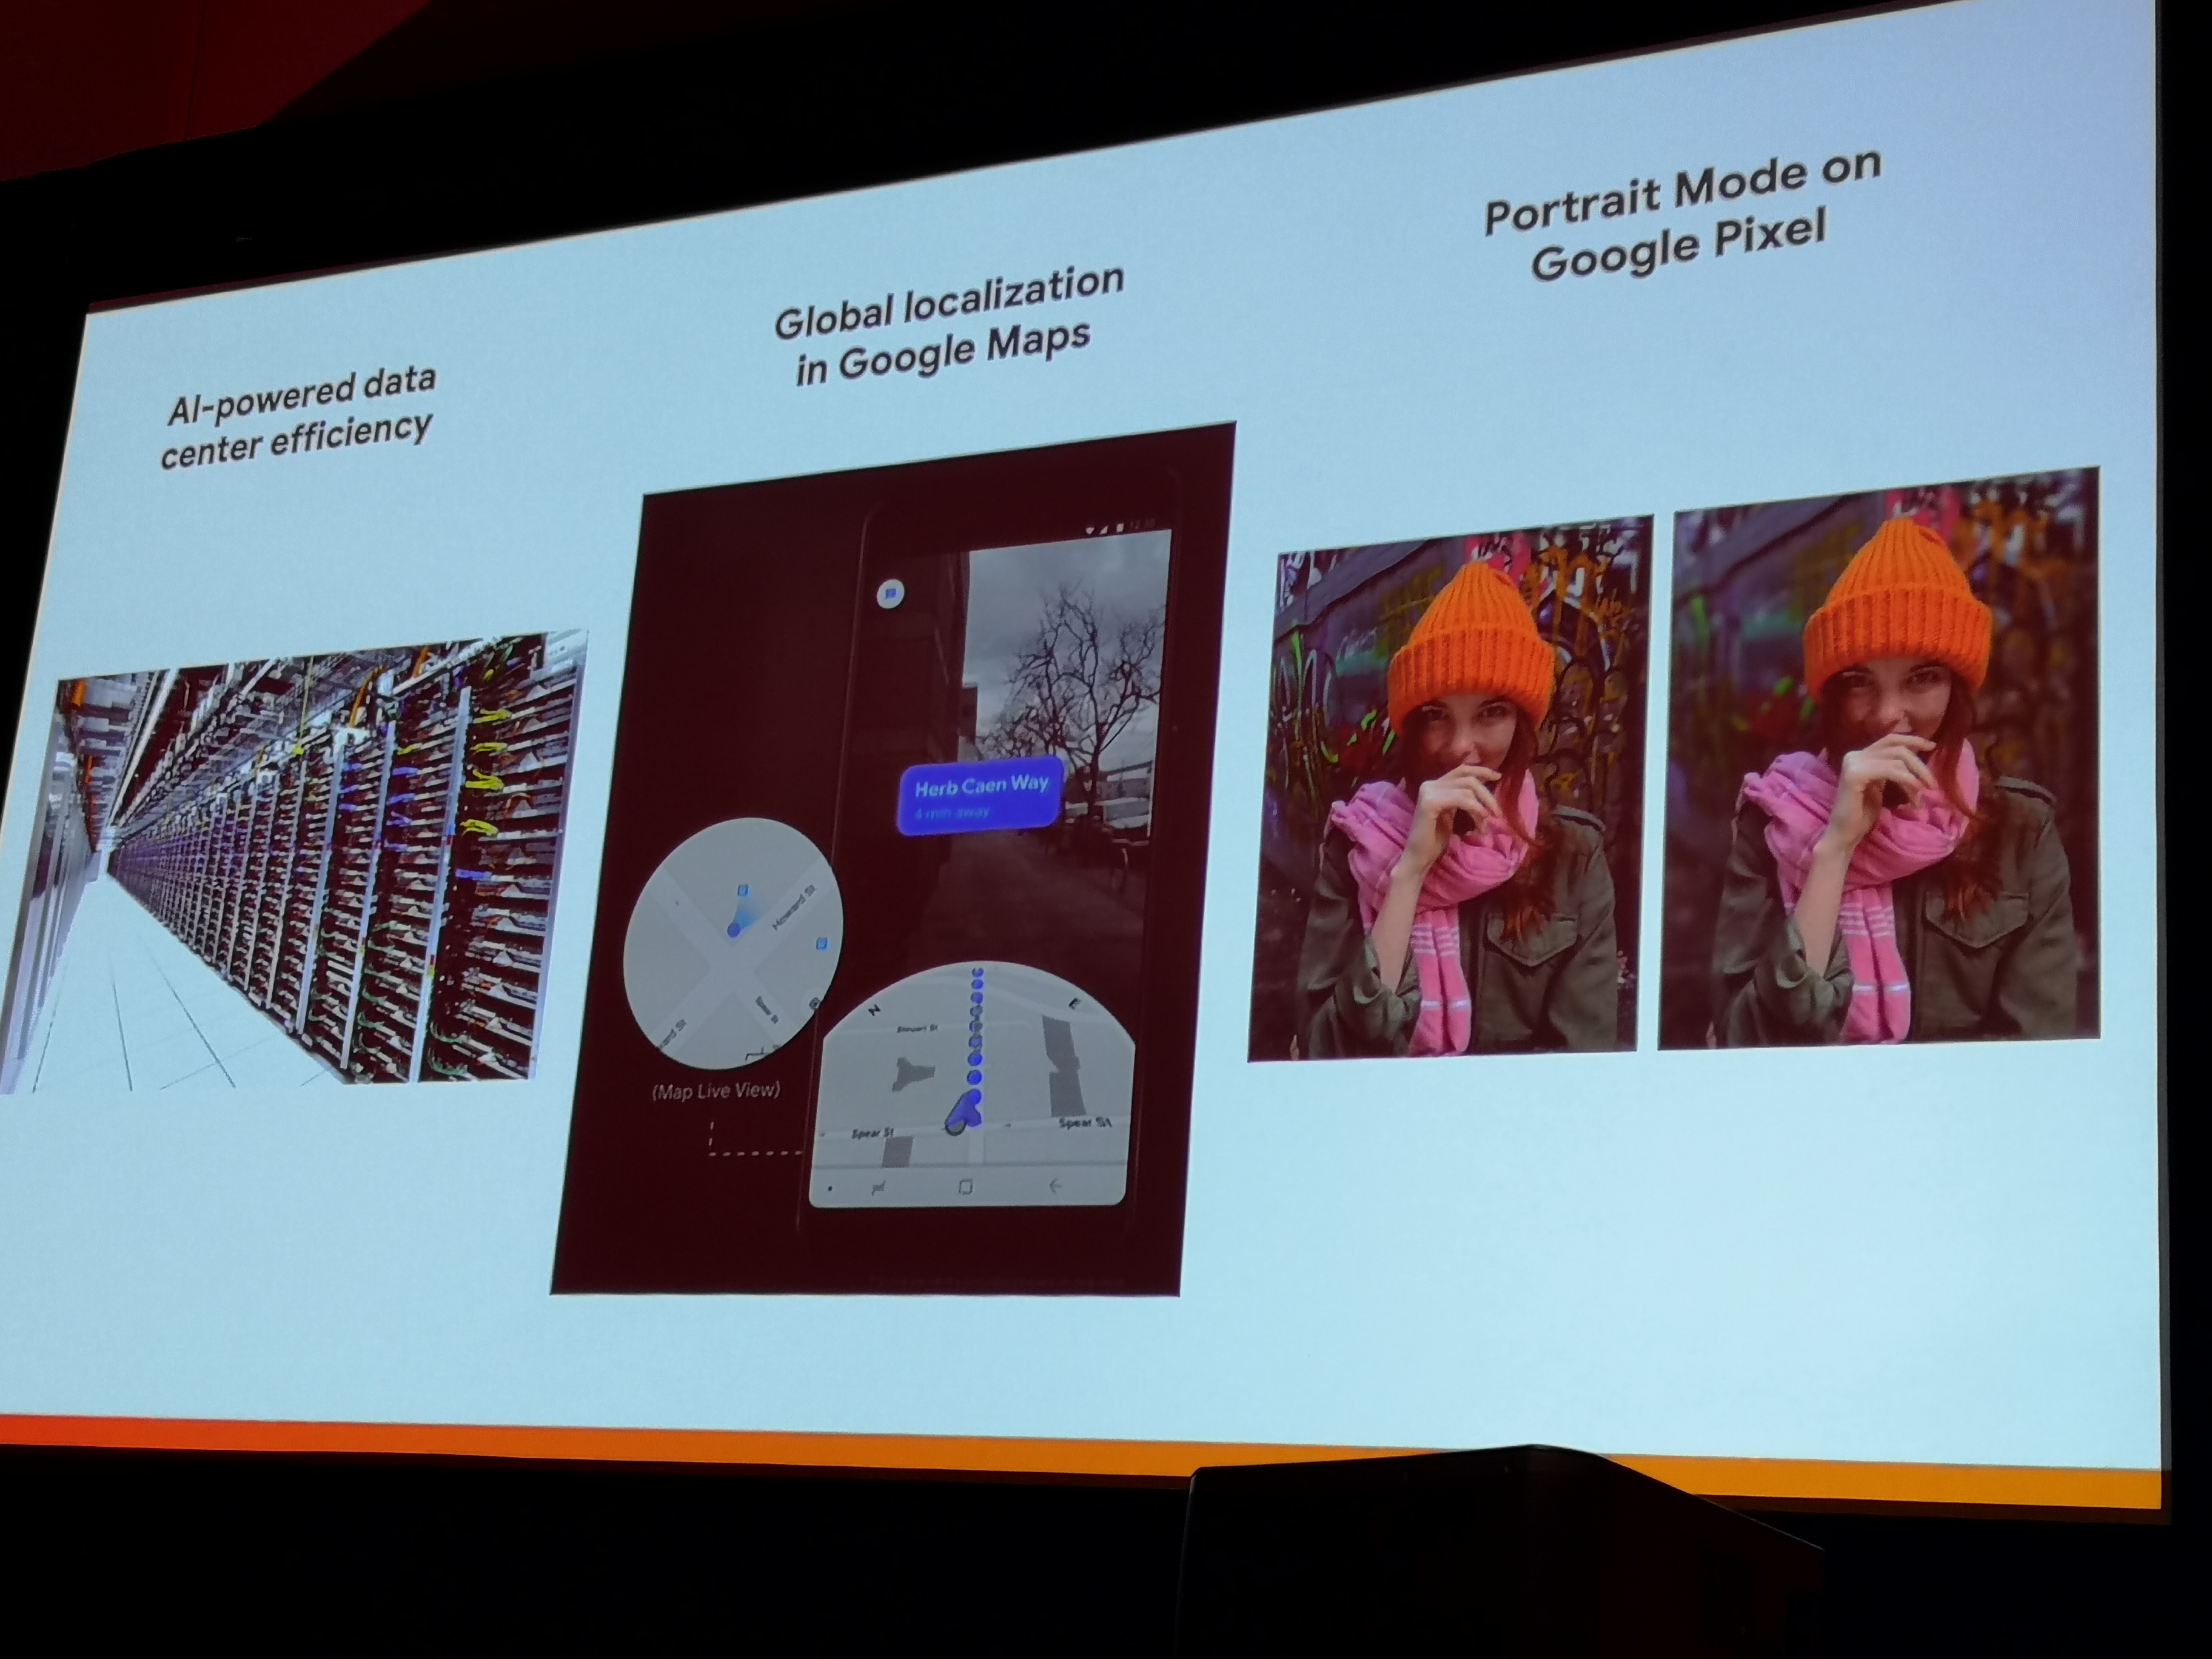 AI-powered data
center efficiency
Global localization
in Google Maps
Herb Caen Way
4 min away
Howard St
Spear St
(Map Live View)
N
E
Steuart St
Spear St
Spear St
Portrait Mode on
Google Pixel